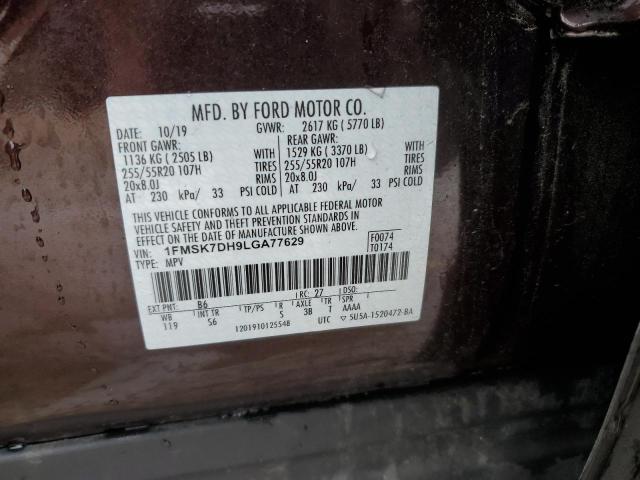 MFD. BY FORD MOTOR CO.
DATE: 10/19 GVWR: 2617 KG ( 5770 LB)
FRONT GAWR: REAR GAWR:
1136 KG ( 2505 LB) WITH 1529 KG ( 3370 LB) WITH
255/55R20 107H TIRES 255/55R20 107H TIRES
20x8.0J RIMS 20x8.0J RIMS
AT 230 kPa/ 33 PSI COLD AT 230 kPa/ 33 PSI COLD
THIS VEHICLE CONFORMS TO ALL APPLICABLE FEDERAL MOTOR
VEHICLE SAFETY AND THEFT PREVENTION STANDARDS IN
EFFECT ON THE DATE OF MANUFACTURE SHOWN ABOVE.
VIN: 1FMSK7DH9LGA77629 F0074
TYPE: MPV T0174
EXT PNT: B6 RC: 27 DSO:
WB INT TR TP/PS R AXLE TR SPR
119 S6 S 3B T AAAA
1201910125548 UTC ▽ 5U5A-1520472-BA